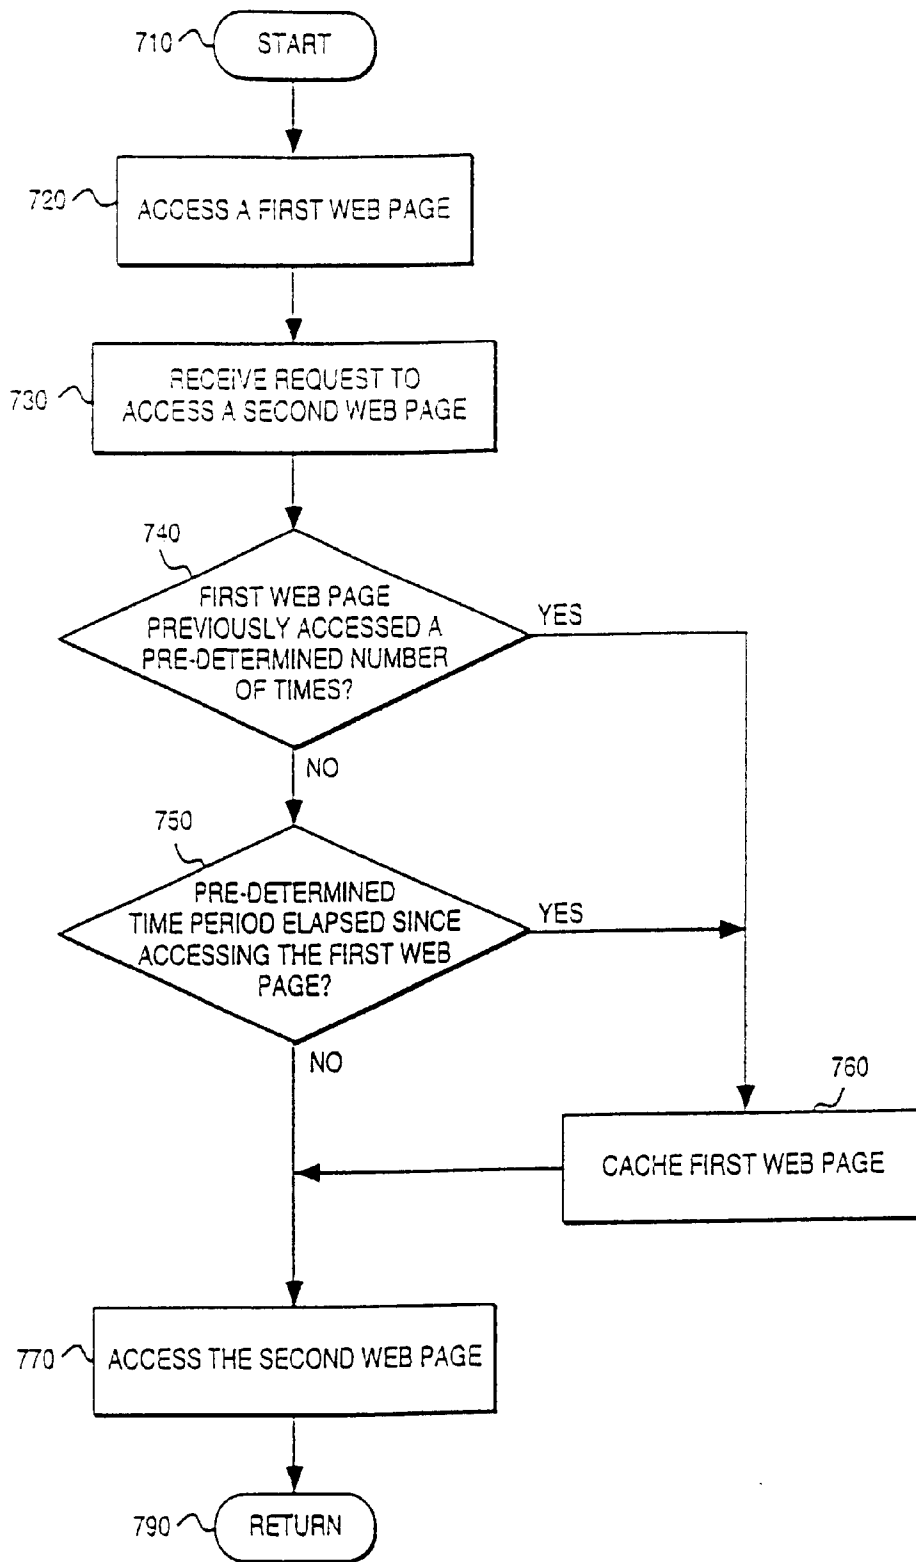 710
START
720
ACCESS A FIRST WEB PAGE
730
RECEIVE REQUEST TO
ACCESS A SECOND WEB PAGE
740
FIRST WEB PAGE
PREVIOUSLY ACCESSED A
PRE-DETERMINED NUMBER
OF TIMES?
YES
NO
750
PRE-DETERMINED
TIME PERIOD ELAPSED SINCE
ACCESSING THE FIRST WEB
PAGE?
YES
NO
760
CACHE FIRST WEB PAGE
770
ACCESS THE SECOND WEB PAGE
790
RETURN